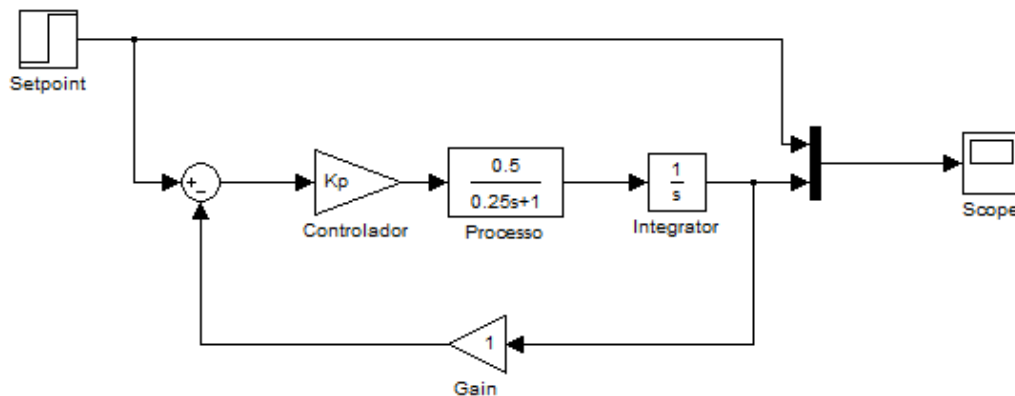 Setpoint
+
−
Kp
Controlador
0.5
0.25s+1
Processo
1
s
Integrator
Scope
1
Gain